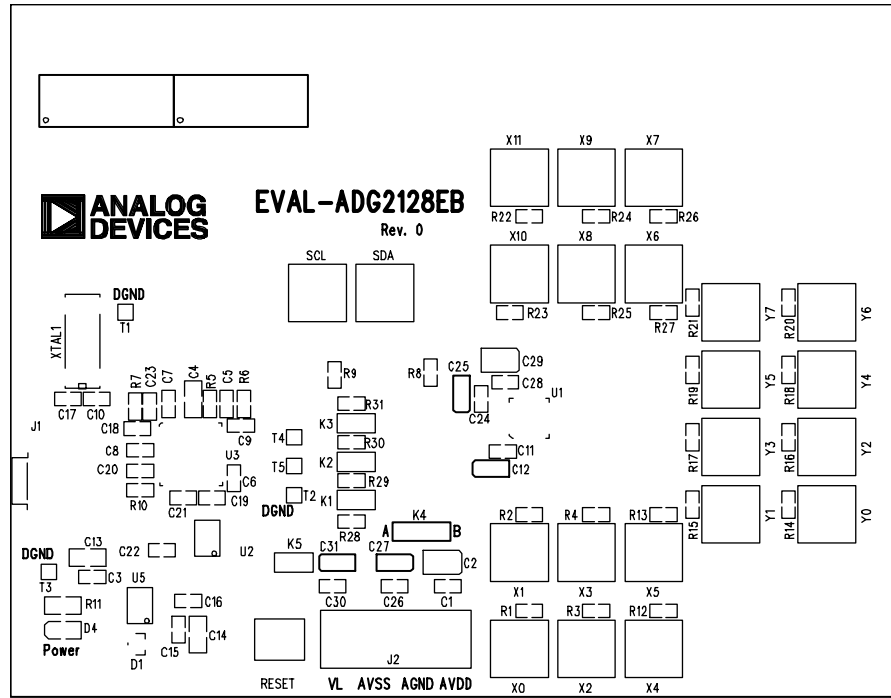 X11 X9 X7
ANALOG
DEVICES
EVAL-ADG2128EB
Rev. 0
R22 R24 R26
X10 X8 X6
SCL SDA
R23 R25 R27
DGND
T1
XTAL1
R21 Y7 R20 Y6
C17 C10
R7 C23 C7 C4 R5 C5 R6
R9 R8 C25 C29
C28
U1
C24
R19 Y5 R18 Y4
J1
C18 C9
R31
K3
T4
R30
C8 U3
C11
R17 Y3 R16 Y2
C20 C6
T5 K2
C12
R29
R10 C21 C19
T2 K1
DGND
R28
A K4 B
R2 R4 R13
R15 Y1 R14 Y0
C22 U2
K5 C31 C27 C2
C13
DGND
T3
C3 U5
C30 C26 C1
X1 X3 X5
R11 C16
R1 R3 R12
D4
Power
D1 C15 C14
J2
RESET VL AVSS AGND AVDD
X0 X2 X4